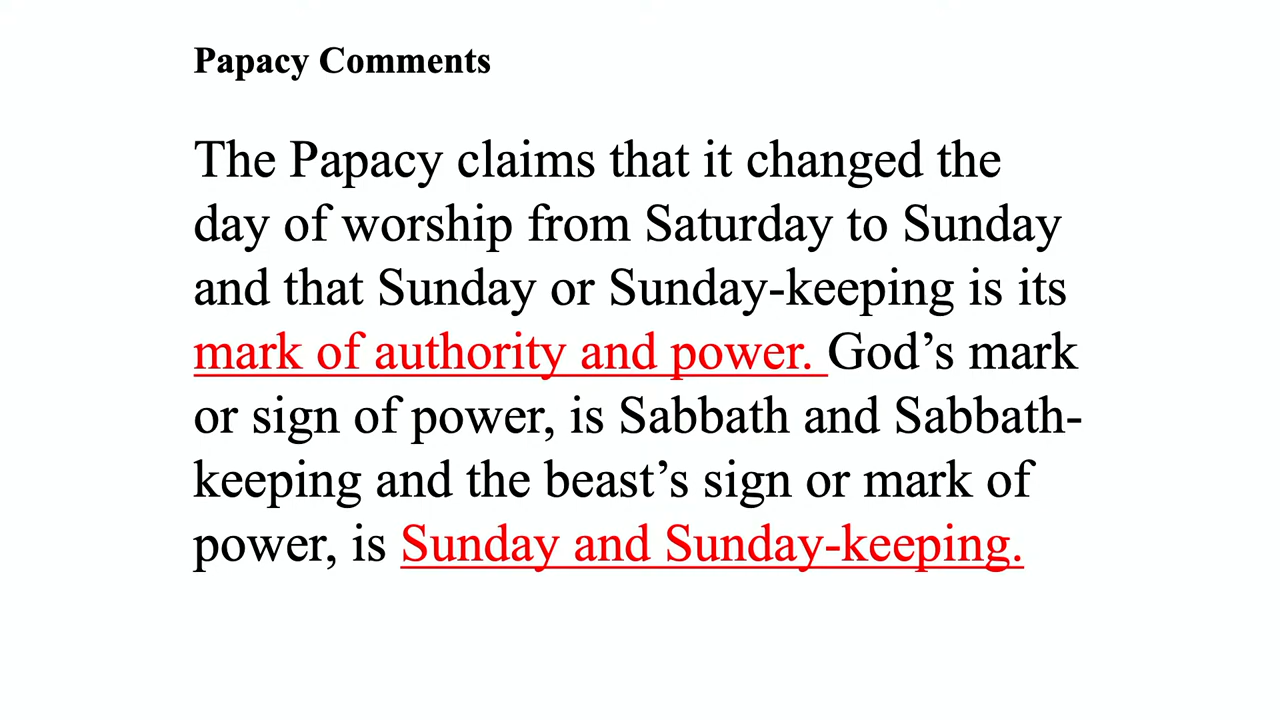 Papacy Comments
The Papacy claims that it changed the
day of worship from Saturday to Sunday
and that Sunday or Sunday-keeping is its
mark of authority and power. God’s mark
or sign of power, is Sabbath and Sabbath-
keeping and the beast’s sign or mark of
power, is Sunday and Sunday-keeping.